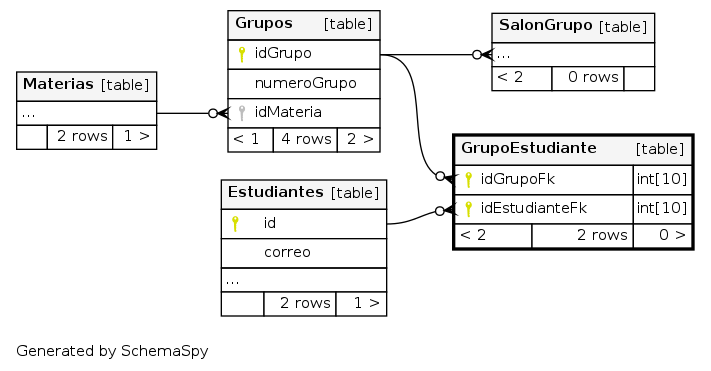 Grupos [table]
idGrupo
numeroGrupo
idMateria
< 1 4 rows 2 >
SalonGrupo [table]
...
< 2 0 rows
Materias [table]
...
2 rows 1 >
GrupoEstudiante [table]
idGrupoFk int[10]
idEstudianteFk int[10]
< 2 2 rows 0 >
Estudiantes [table]
id
correo
...
2 rows 1 >
Generated by SchemaSpy